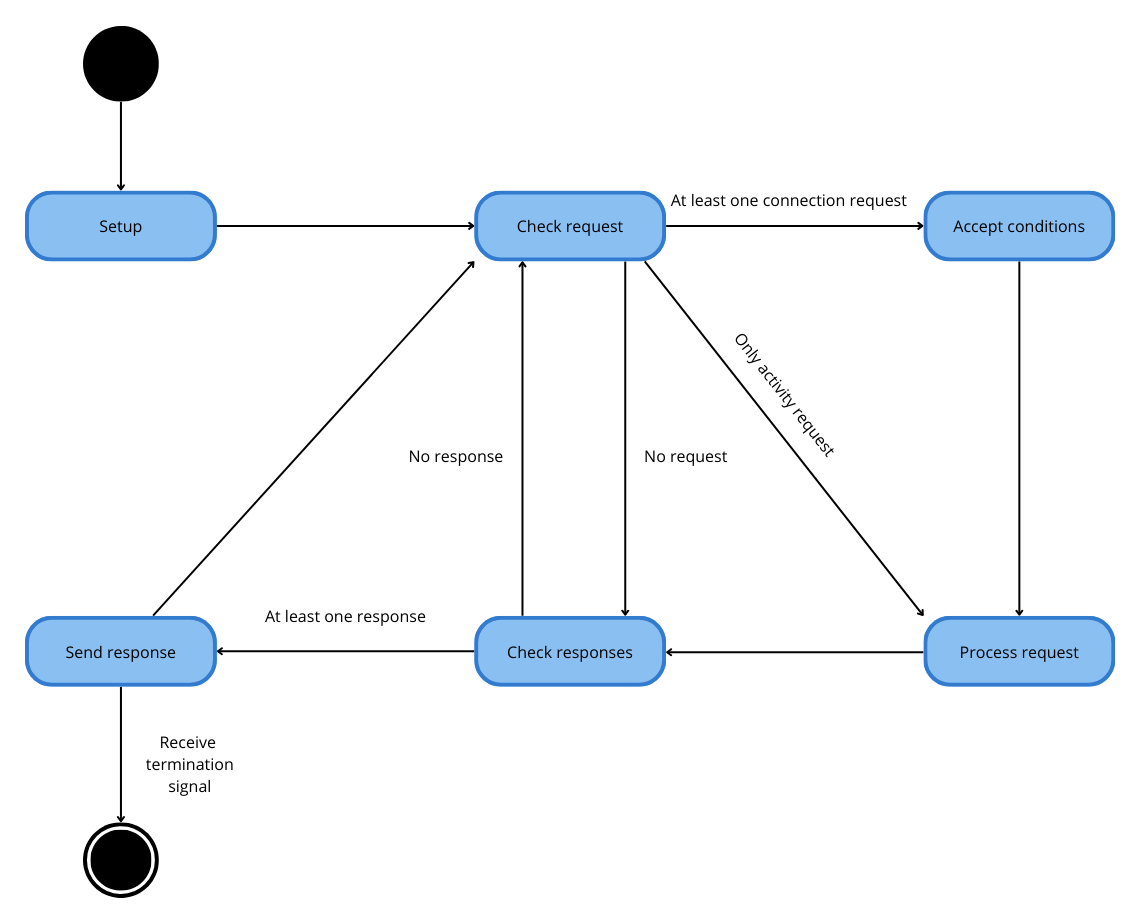 At least one connection request
Setup
Check request
Accept conditions
Only activity request
No response
No request
At least one response
Send response
Check responses
Process request
Receive
termination
signal